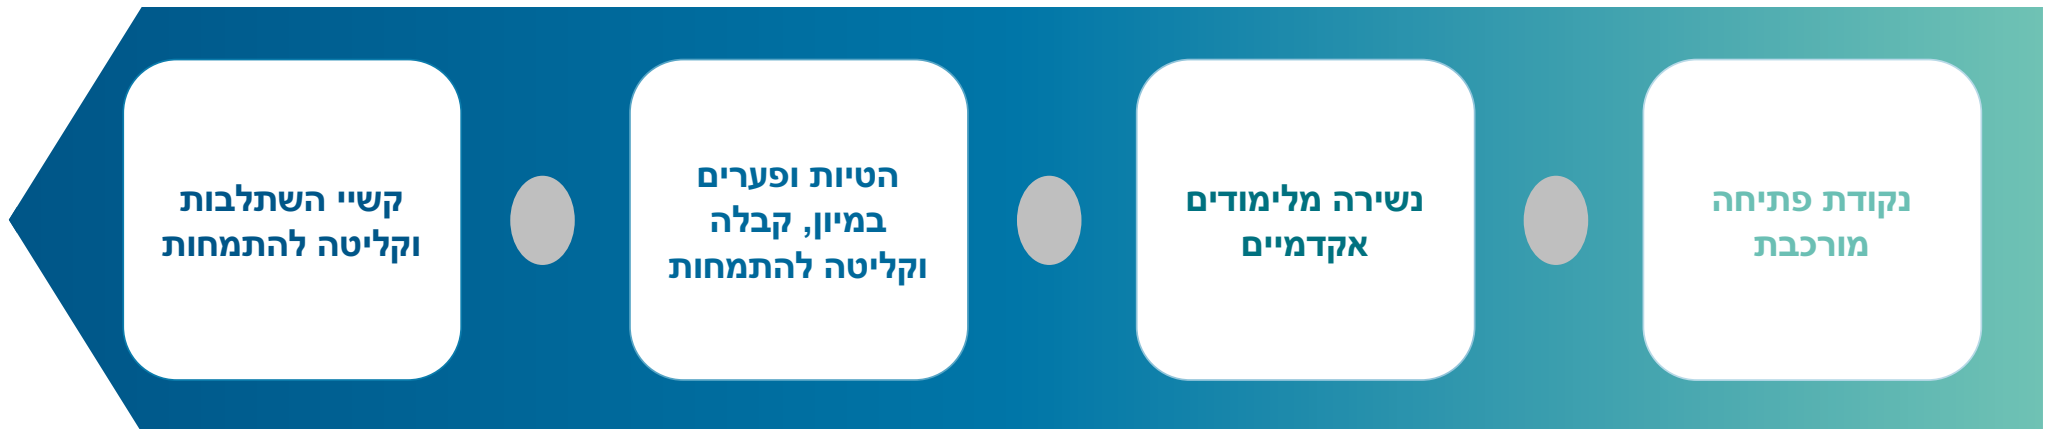 נקודת פתיחה
מורכבת
נשירה מלימודים
אקדמיים
הטיות ופערים
במיון, קבלה
וקליטה להתמחות
קשיי השתלבות
וקליטה להתמחות